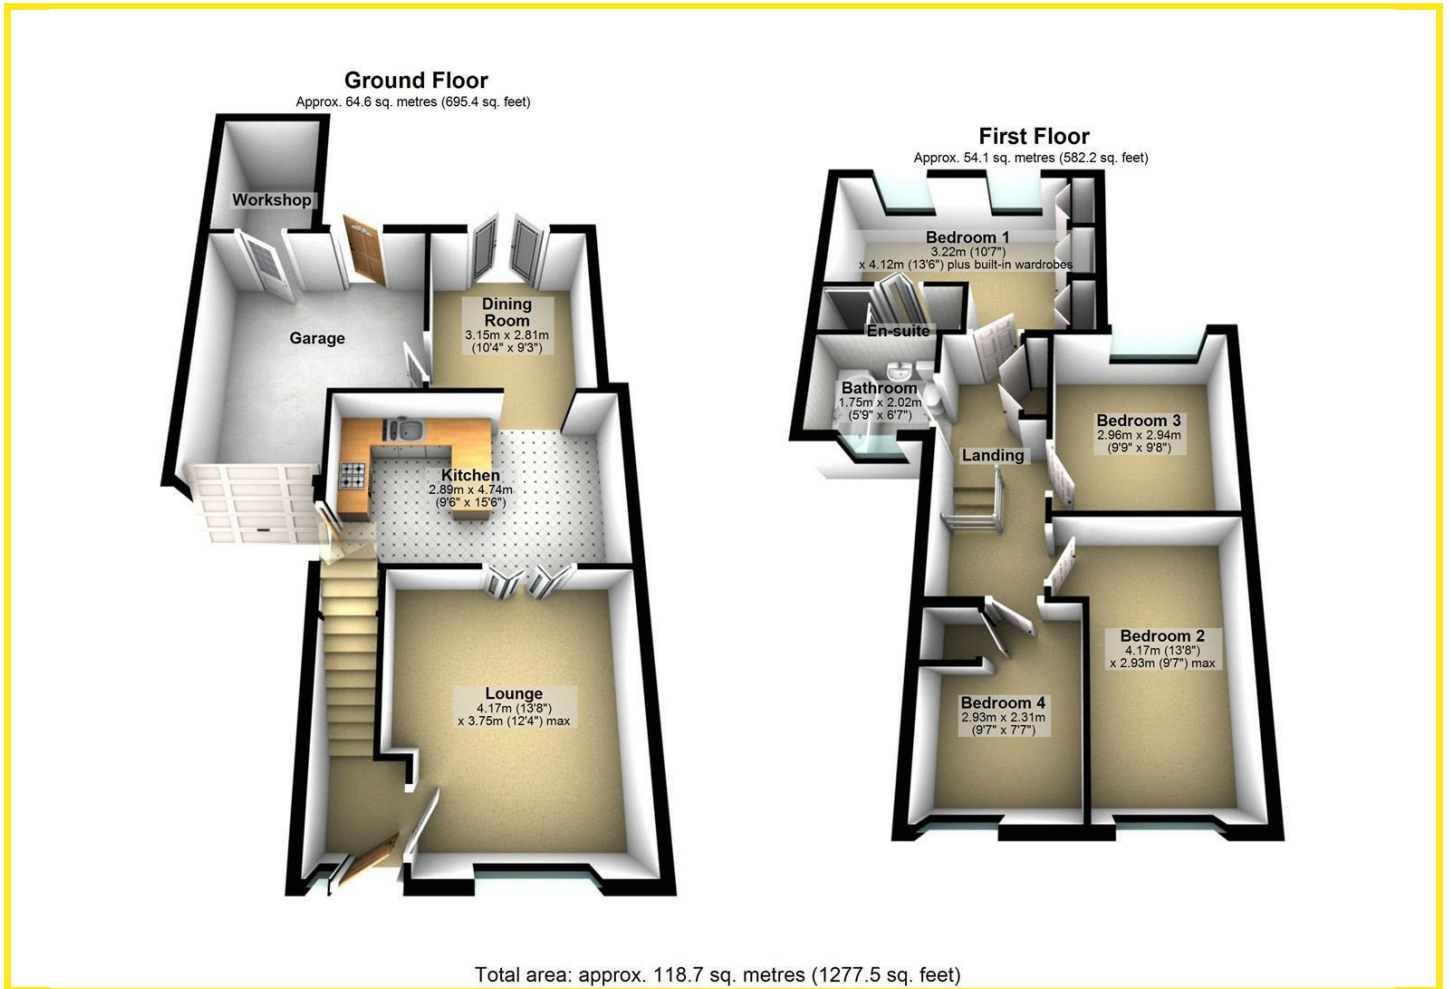 Ground Floor
Approx. 64.6 sq. metres (695.4 sq. feet)
Workshop
Garage
Dining
Room
3.15m x 2.81m
(10'4" x 9'3")
Kitchen
2.89m x 4.74m
(9'6" x 15'6")
Lounge
4.17m (13'8")
x 3.75m (12'4") max
First Floor
Approx. 54.1 sq. metres (582.2 sq. feet)
Bedroom 1
3.22m (10'7")
x 4.12m (13'6") plus built-in wardrobes
En-suite
Bathroom
1.75m x 2.02m
(5'9" x 6'7")
Landing
Bedroom 3
2.96m x 2.94m
(9'9" x 9'8")
Bedroom 2
4.17m (13'8")
x 2.93m (9'7") max
Bedroom 4
2.93m x 2.31m
(9'7" x 7'7")
Total area: approx. 118.7 sq. metres (1277.5 sq. feet)